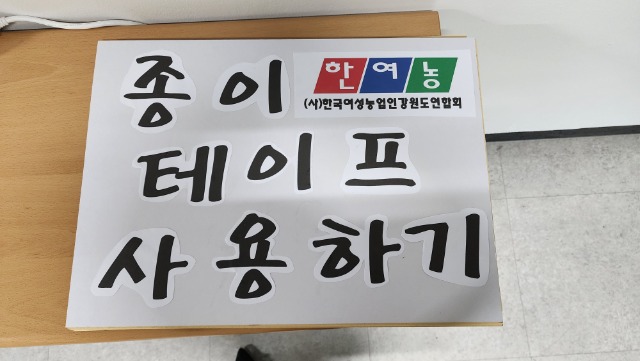 종이
한여농
(사)한국여성농업인강원도연합회
테이프
사용하기